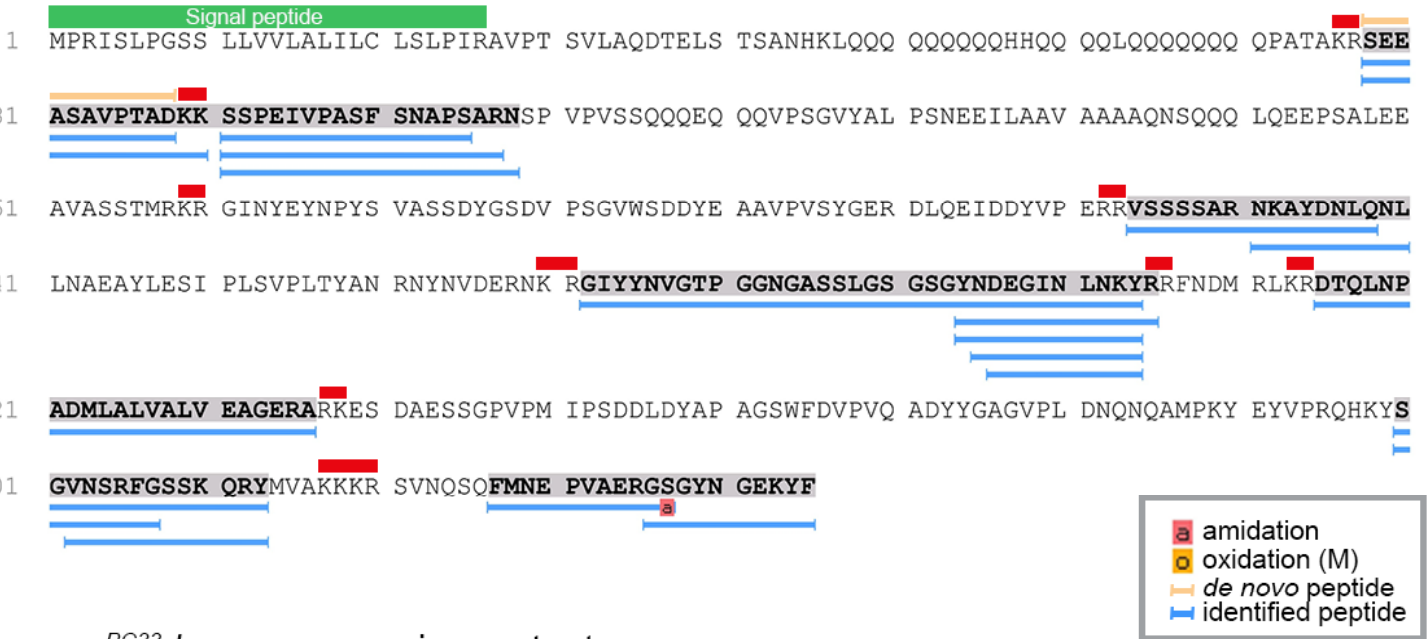 Signal peptide
1 MPRISLPGSS LLVVLALILC LSLPIRAVPT SVLAQDTELS TSANHKLQQQ QQQQQQHHQQ QQLQQQQQQQ QPATAKRSEE
1 ASAVPTADKK SSPEIVPASF SNAPSARNSP VPVSSQQQEQ QQVPSGVYAL PSNEEILAAV AAAAQNSQQQ LQEEPSALEE
1 AVASSTMRKR GINYEYNPYS VASSDYGSDV PSGVWSDDYE AAVPVSYGER DLQEIDDYVP ERRVSSSSAR NKAYDNLQNL
1 LNAEAYLESI PLSVPLTYAN RNYNVDERNK RGIYYNVGTP GGNGASSLGS GSGYNDEGIN LNKYRRFNDM RLKRDTQLNP
21 ADMLALVALV EAGERARKES DAESSGPVPM IPSDDLDYAP AGSWFDVPVQ ADYYGAGVPL DNQNQAMPKY EYVPRQHKYS
01 GVNSRFGSSK QRYMVAKKKR SVNQSQFMNE PVAERGSGYN GEKYF
a
a amidation
o oxidation (M)
de novo peptide
identified peptide